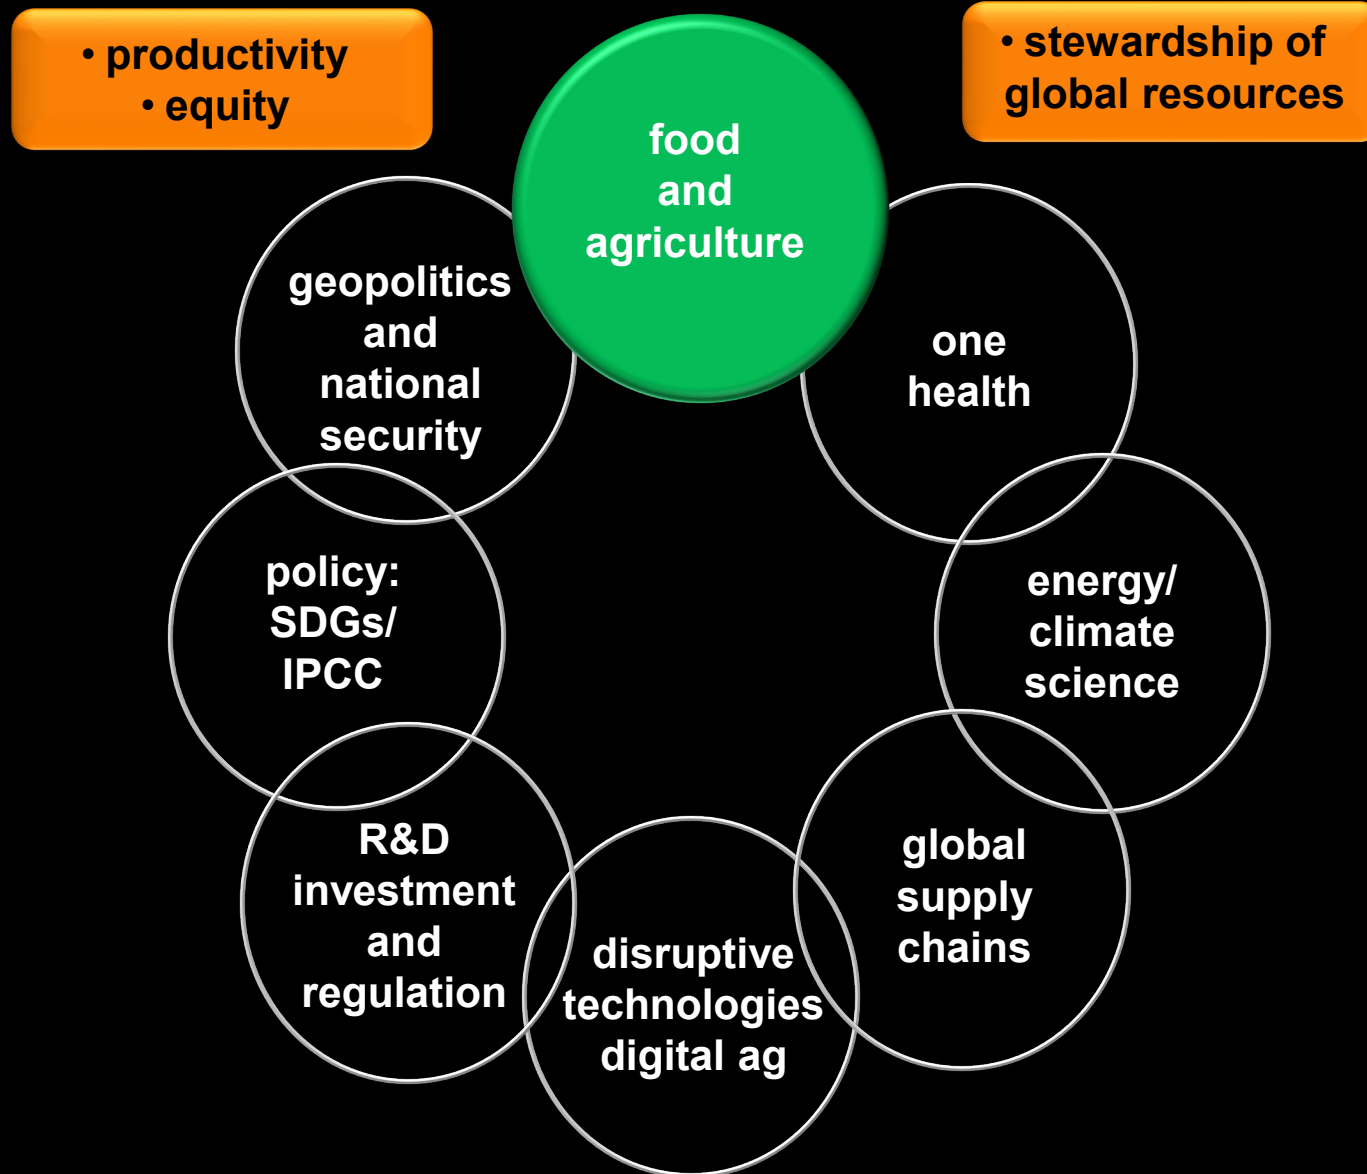 • productivity
• equity
• stewardship of
global resources
food
and
agriculture
geopolitics
and
national
security
one
health
policy:
SDGs/
IPCC
energy/
climate
science
R&D
investment
and
regulation
global
supply
chains
disruptive
technologies
digital ag